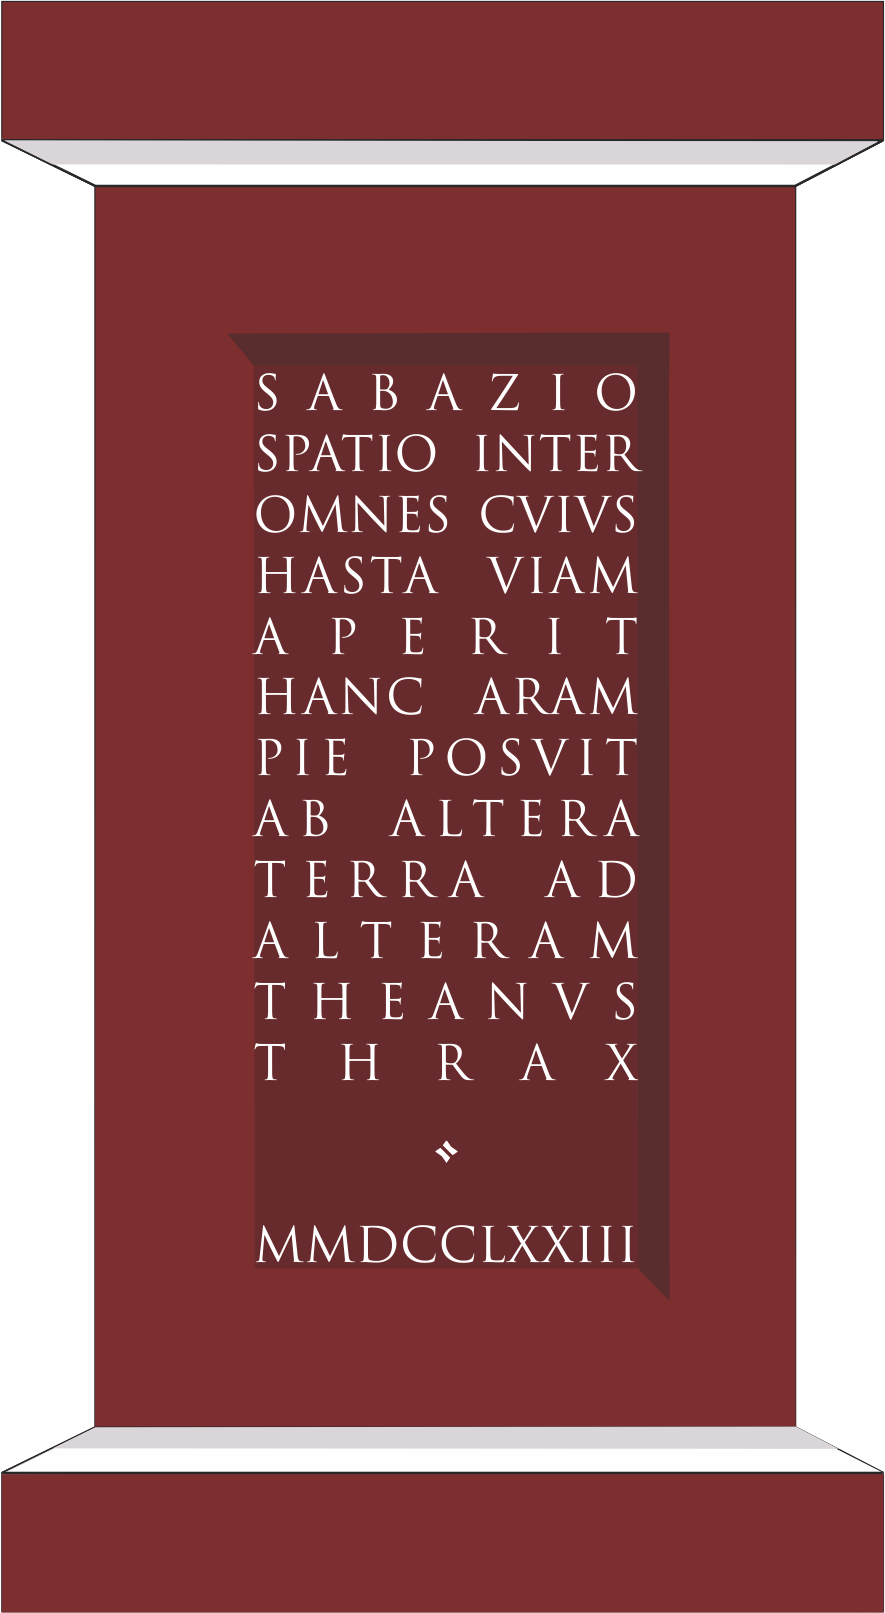 SABAZIO
SPATIO INTER
OMNES CVIVS
HASTA VIAM
APERIT
HANC ARAM
PIE POSVIT
AB ALTERA
TERRA AD
ALTERAM
THEANVS
THRAX
MMDCCLXXIII